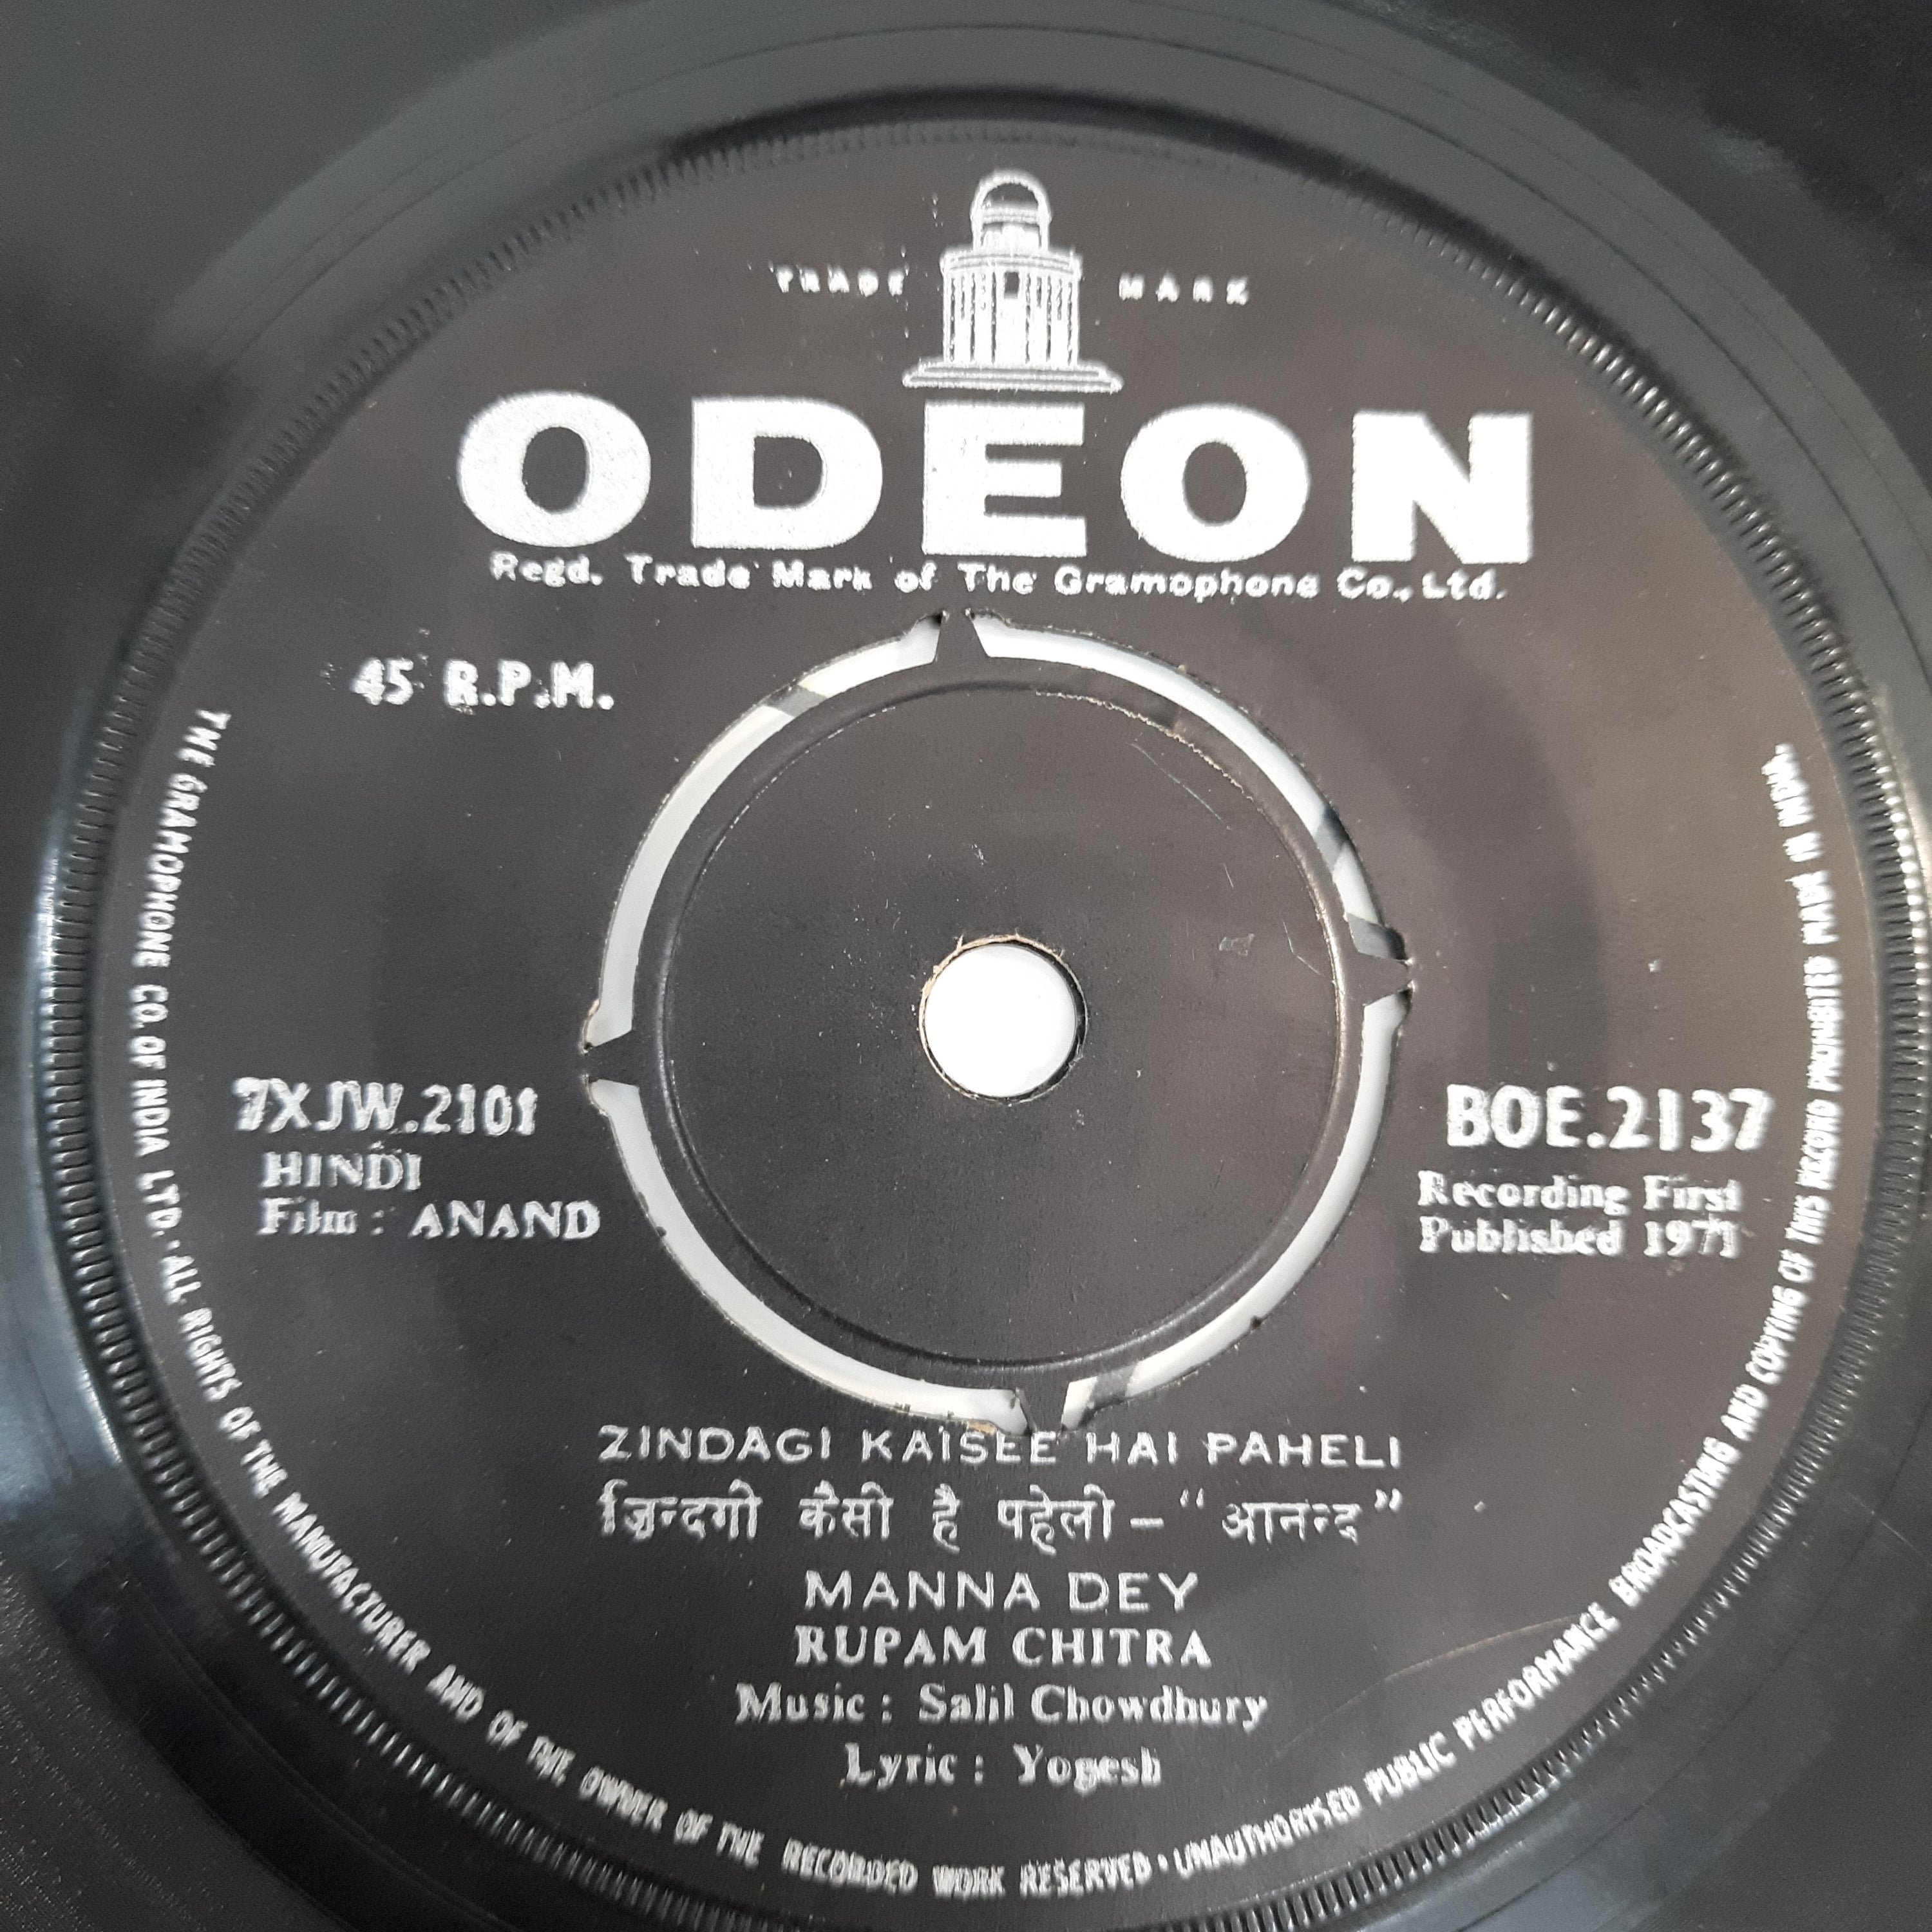 TRADE MARK
ODEON
Regd. Trade Mark of The Gramophone Co., Ltd.
45 R.P.M.
7XJW.2101
HINDI
Film : ANAND
BOE.2137
Recording First
Published 1971
ZINDAGI KAISEE HAI PAHELI
ज़िन्दगी कैसी है पहेली – “आनन्द”
MANNA DEY
RUPAM CHITRA
Music : Salil Chowdhury
Lyric : Yogesh
THE GRAMOPHONE CO. OF INDIA LTD. · ALL RIGHTS OF THE MANUFACTURER AND OF THE OWNER OF THE RECORDED WORK RESERVED · UNAUTHORISED PUBLIC PERFORMANCE BROADCASTING AND COPYING OF THIS RECORD PROHIBITED MADE IN INDIA.